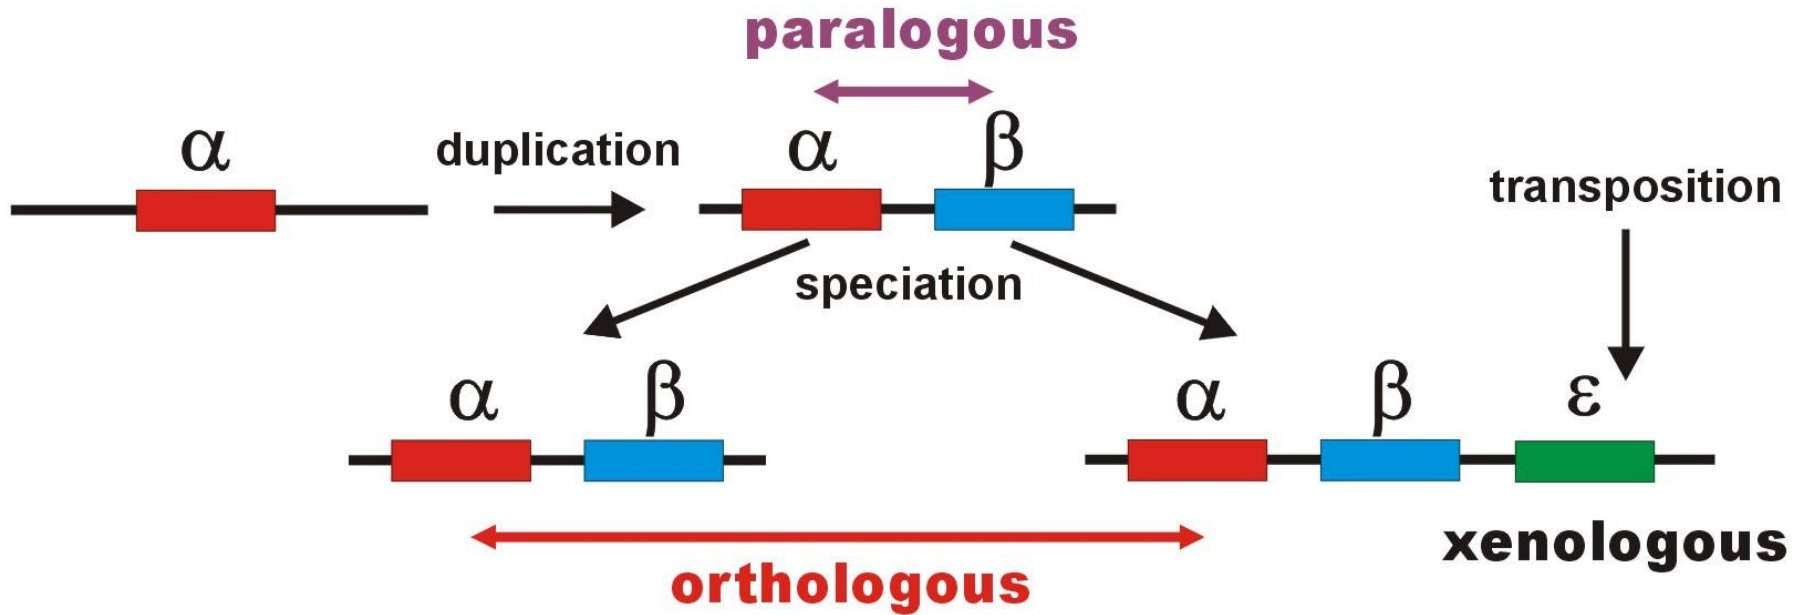 paralogous
α
duplication
α
β
transposition
speciation
α
β
α
β
ε
xenologous
orthologous